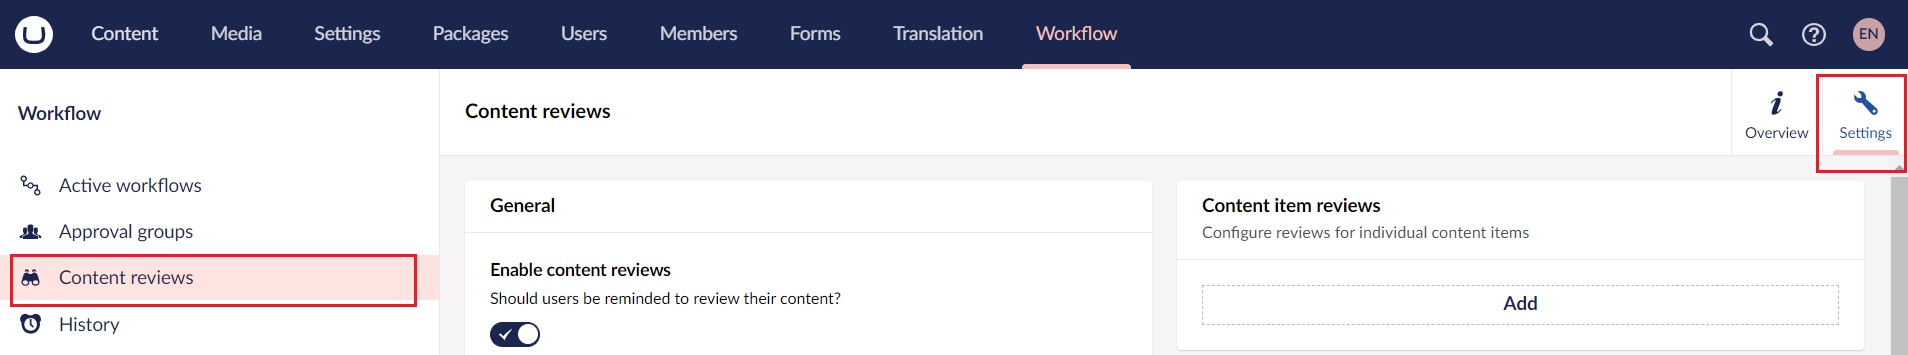 Content Media Settings Packages Users Members Forms Translation Workflow EN
Workflow
Content reviews
Overview
Settings
Active workflows
Approval groups
Content reviews
History
General
Enable content reviews
Should users be reminded to review their content?
Content item reviews
Configure reviews for individual content items
Add